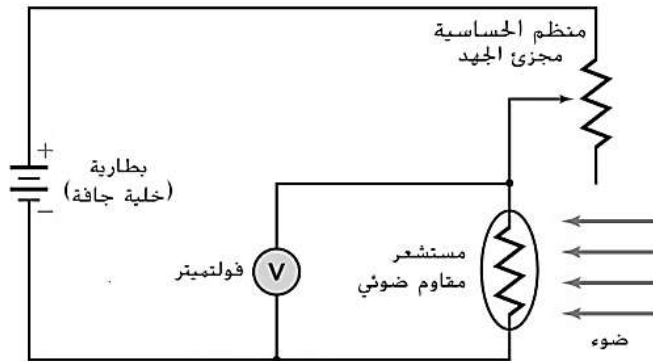 منظم الحساسية
مجزئ الجهد
+
بطارية
(خلية جافة)
−
فولتميتر
V
مستشعر
مقاوم ضوئي
ضوء